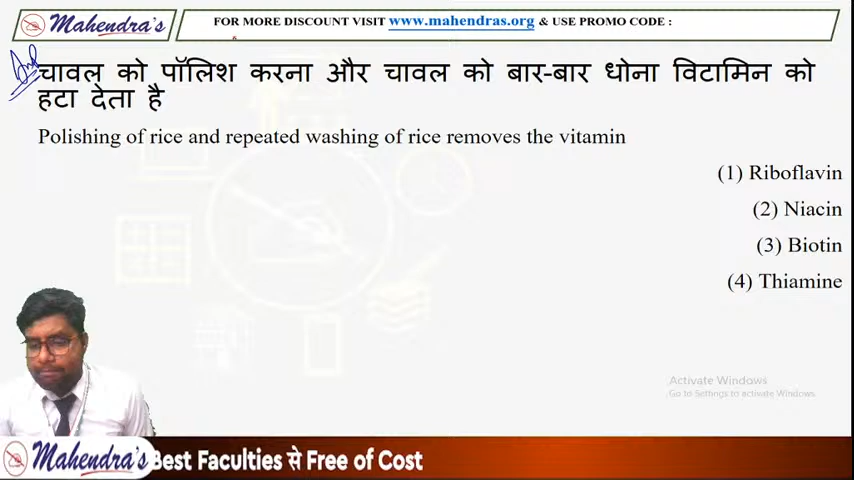 Mahendra's
FOR MORE DISCOUNT VISIT www.mahendras.org & USE PROMO CODE :
चावल को पॉलिश करना और चावल को बार-बार धोना विटामिन को
हटा देता है
Polishing of rice and repeated washing of rice removes the vitamin
(1) Riboflavin
(2) Niacin
(3) Biotin
(4) Thiamine
Activate Windows
Go to Settings to activate Windows.
Mahendra's Best Faculties से Free of Cost